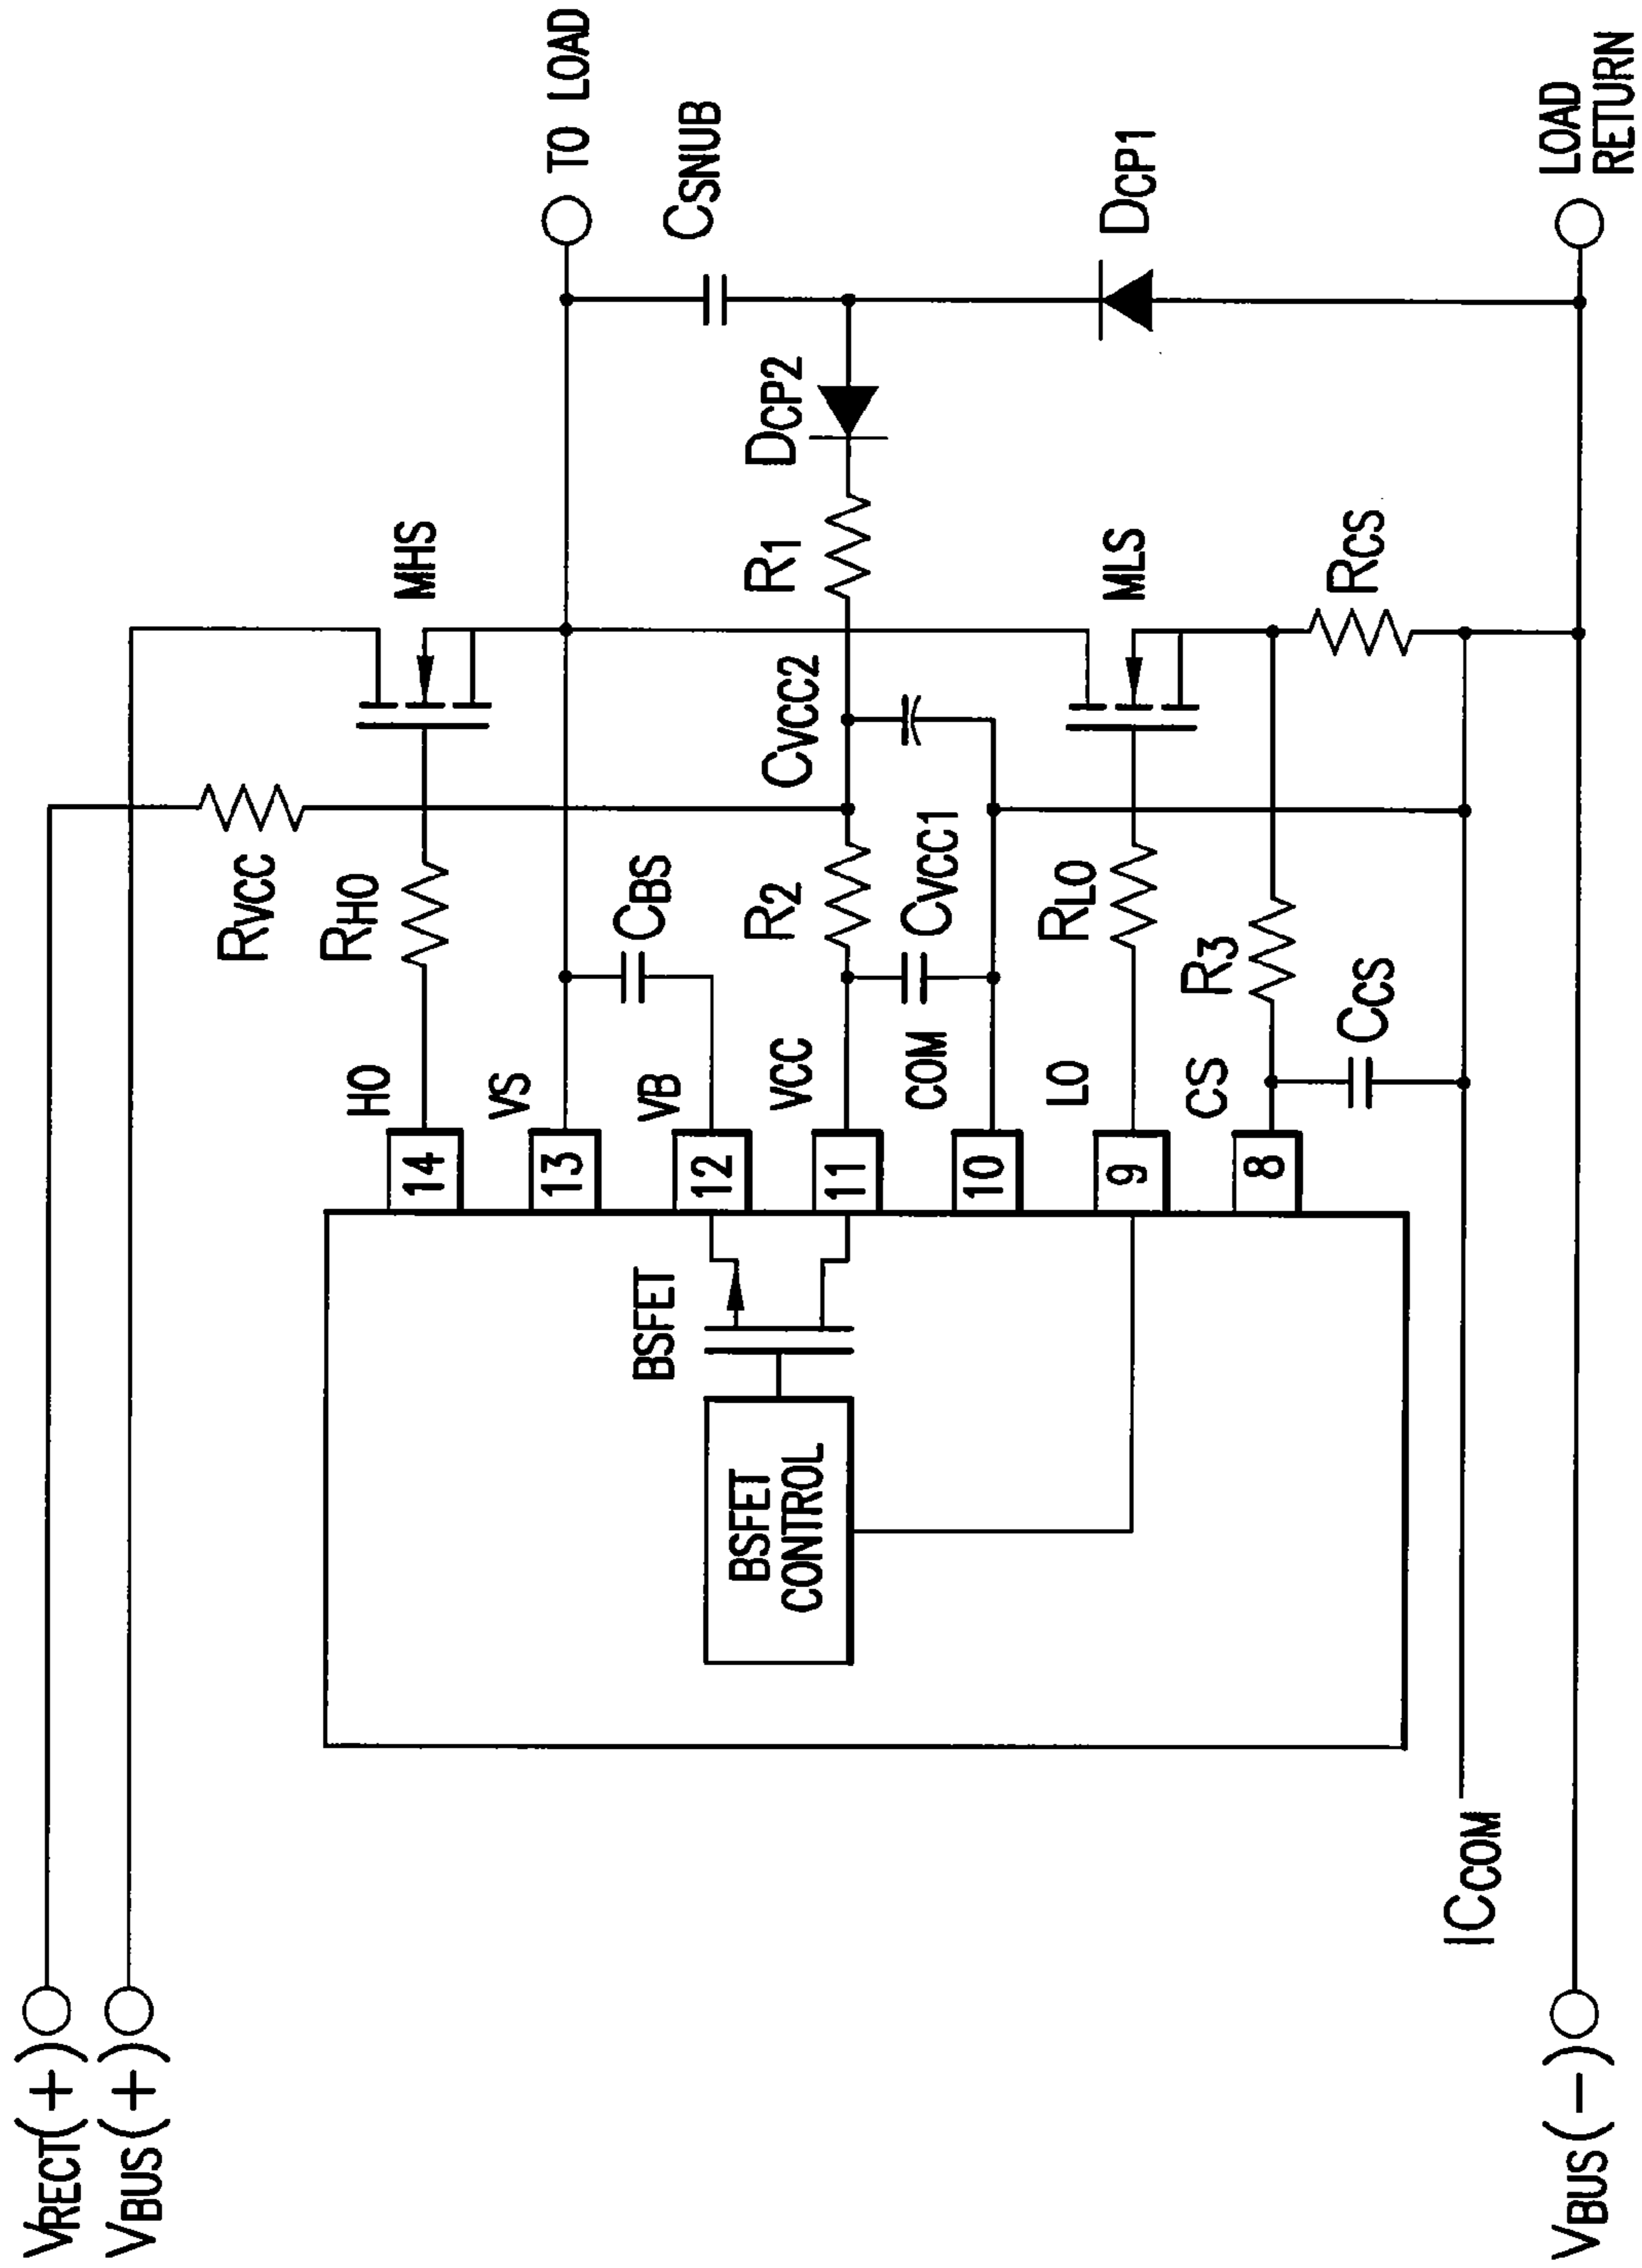 VRECT(+)
VBUS(+)
RVCC
RHO
MHS
TO LOAD
HO
14
VS
13
CBS
CSNUB
VB
12
BSFET
BSFET
CONTROL
VCC
11
R2
CVCC2
R1
DCP2
COM
10
CVCC1
LO
9
RLO
MLS
DCP1
CS
8
R3
CCS
RCS
ICCOM
VBUS(-)
LOAD
RETURN